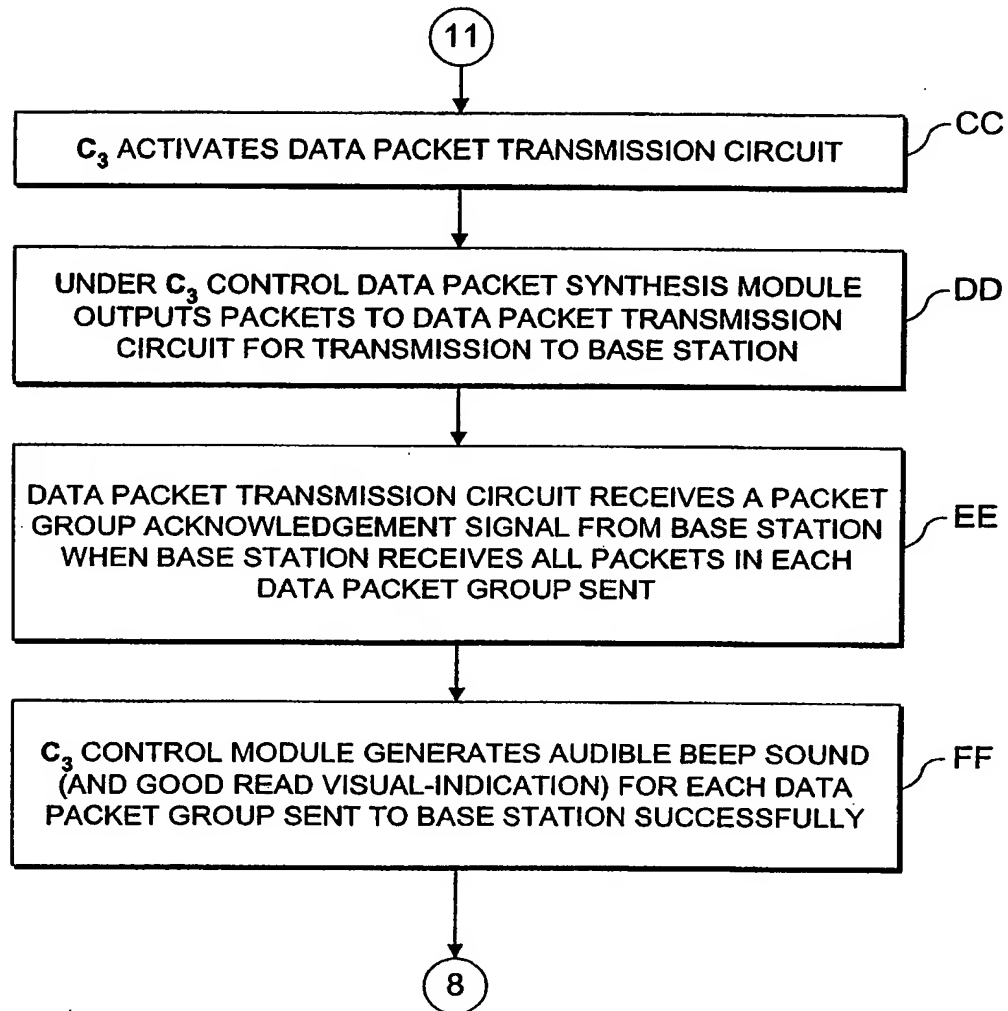 11
C₃ ACTIVATES DATA PACKET TRANSMISSION CIRCUIT
CC
UNDER C₃ CONTROL DATA PACKET SYNTHESIS MODULE
OUTPUTS PACKETS TO DATA PACKET TRANSMISSION
CIRCUIT FOR TRANSMISSION TO BASE STATION
DD
DATA PACKET TRANSMISSION CIRCUIT RECEIVES A PACKET
GROUP ACKNOWLEDGEMENT SIGNAL FROM BASE STATION
WHEN BASE STATION RECEIVES ALL PACKETS IN EACH
DATA PACKET GROUP SENT
EE
C₃ CONTROL MODULE GENERATES AUDIBLE BEEP SOUND
(AND GOOD READ VISUAL-INDICATION) FOR EACH DATA
PACKET GROUP SENT TO BASE STATION SUCCESSFULLY
FF
8